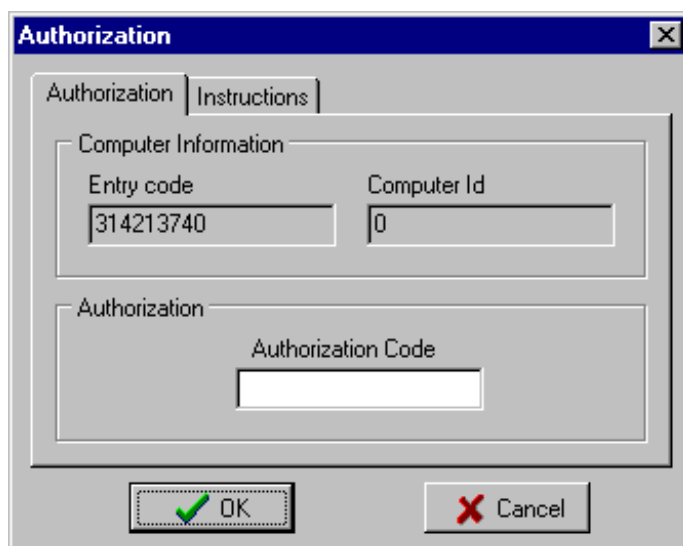 Authorization
Authorization Instructions
Computer Information
Entry code Computer Id
314213740 0
Authorization
Authorization Code
OK Cancel